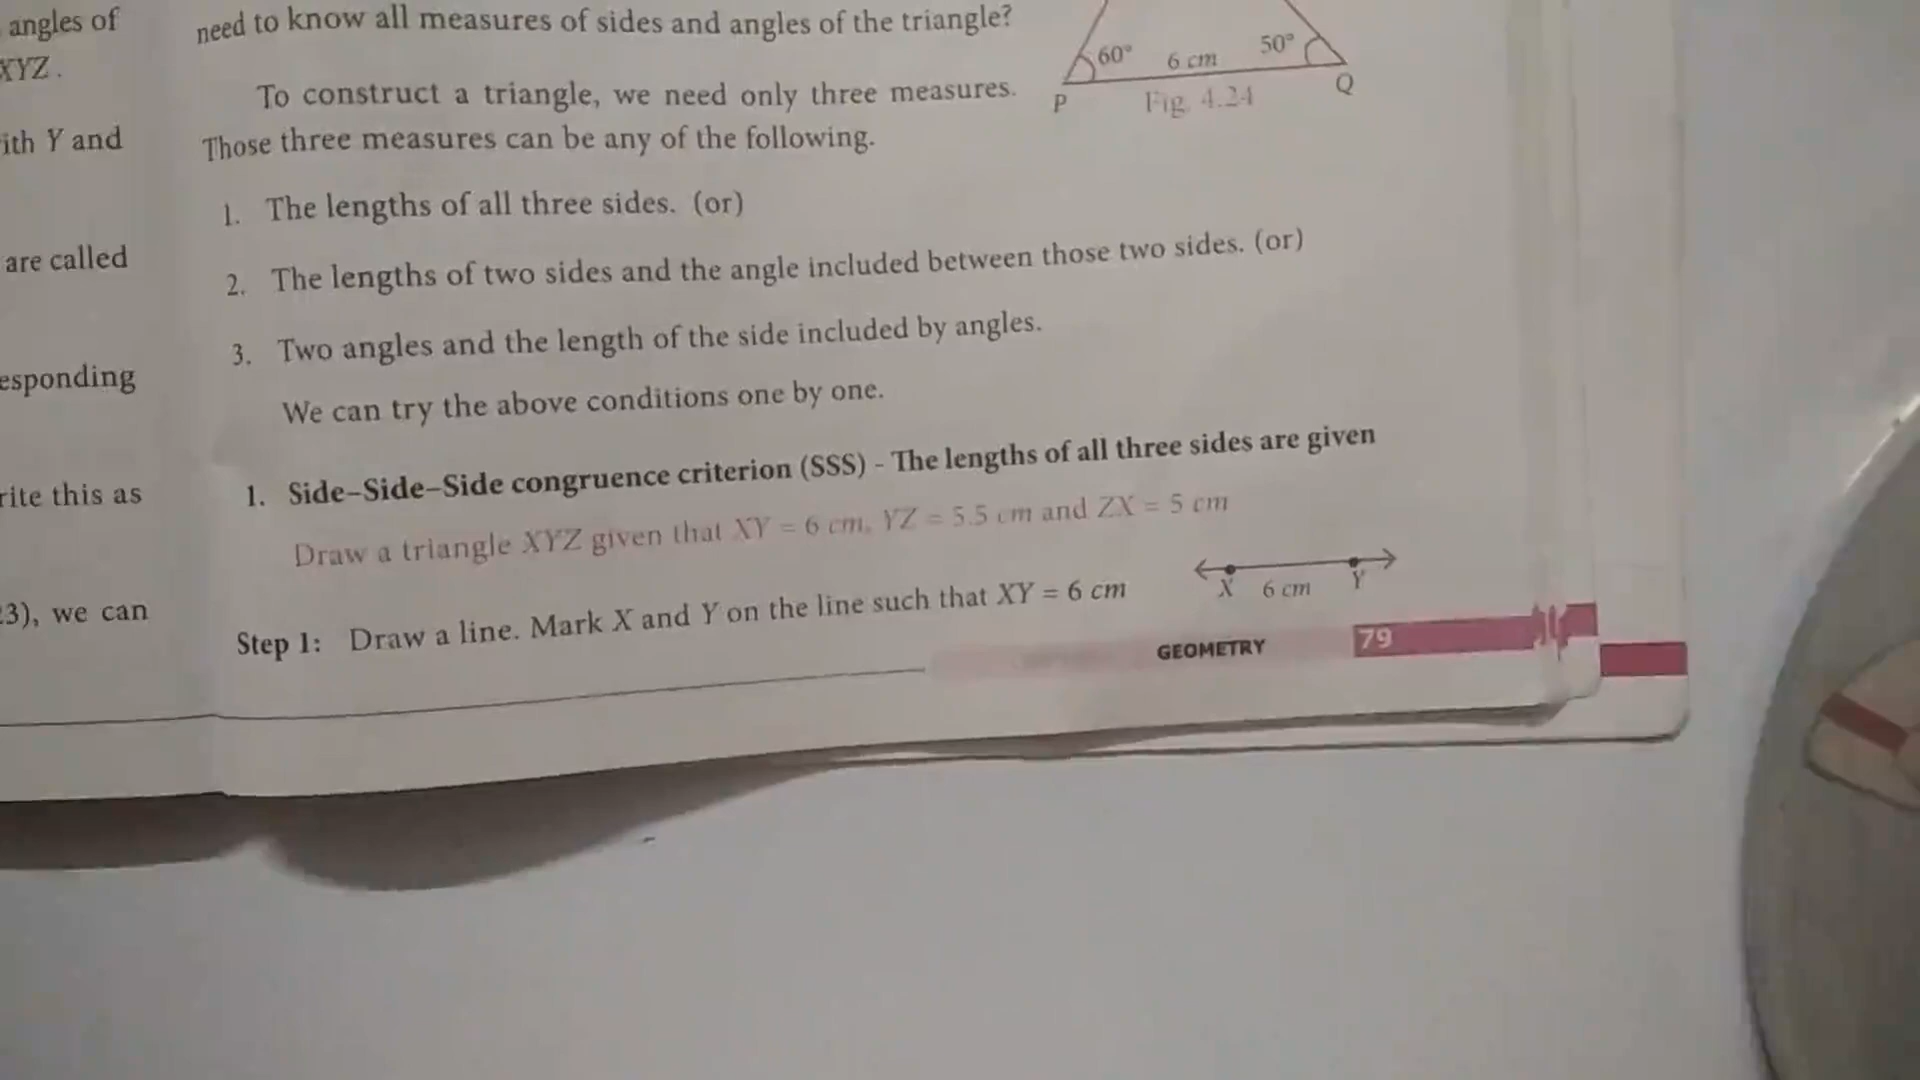 angles of
XYZ.
ith Y and
are called
esponding
rite this as
3), we can
need to know all measures of sides and angles of the triangle?
To construct a triangle, we need only three measures.
Those three measures can be any of the following.
60° 6 cm 50°
P Q
Fig. 4.24
1. The lengths of all three sides. (or)
2. The lengths of two sides and the angle included between those two sides. (or)
3. Two angles and the length of the side included by angles.
We can try the above conditions one by one.
1. Side–Side–Side congruence criterion (SSS) - The lengths of all three sides are given
Draw a triangle XYZ given that XY = 6 cm, YZ = 5.5 cm and ZX = 5 cm
Step 1: Draw a line. Mark X and Y on the line such that XY = 6 cm
X 6 cm Y
GEOMETRY 79